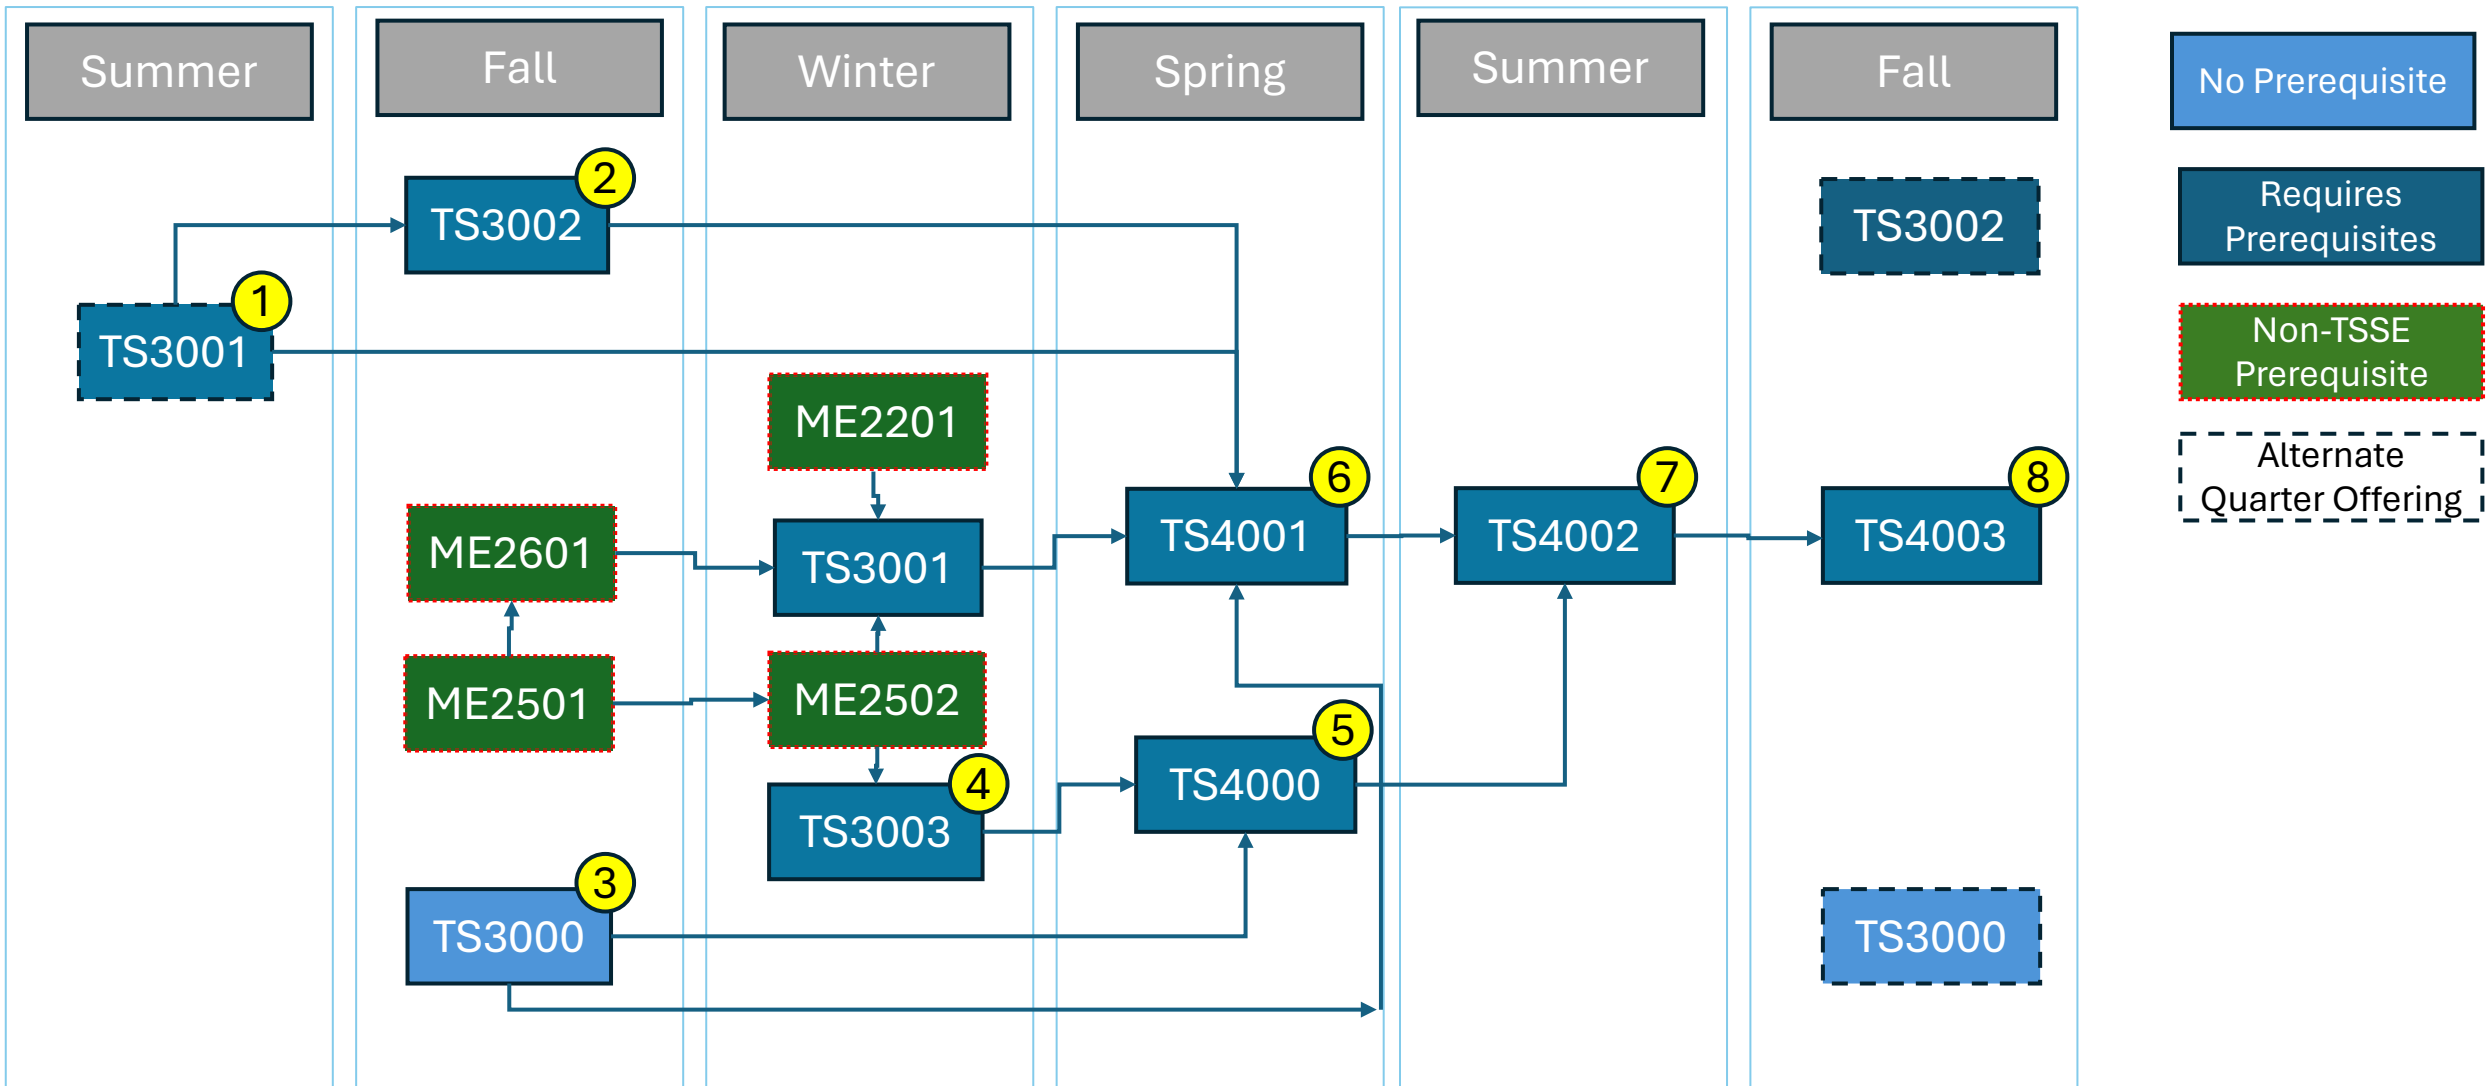 Summer
Fall
Winter
Spring
Summer
Fall
No Prerequisite
Requires
Prerequisites
Non-TSSE
Prerequisite
Alternate
Quarter Offering
1
TS3001
2
TS3002
ME2601
ME2501
3
TS3000
ME2201
TS3001
ME2502
4
TS3003
6
TS4001
5
TS4000
7
TS4002
TS3002
8
TS4003
TS3000